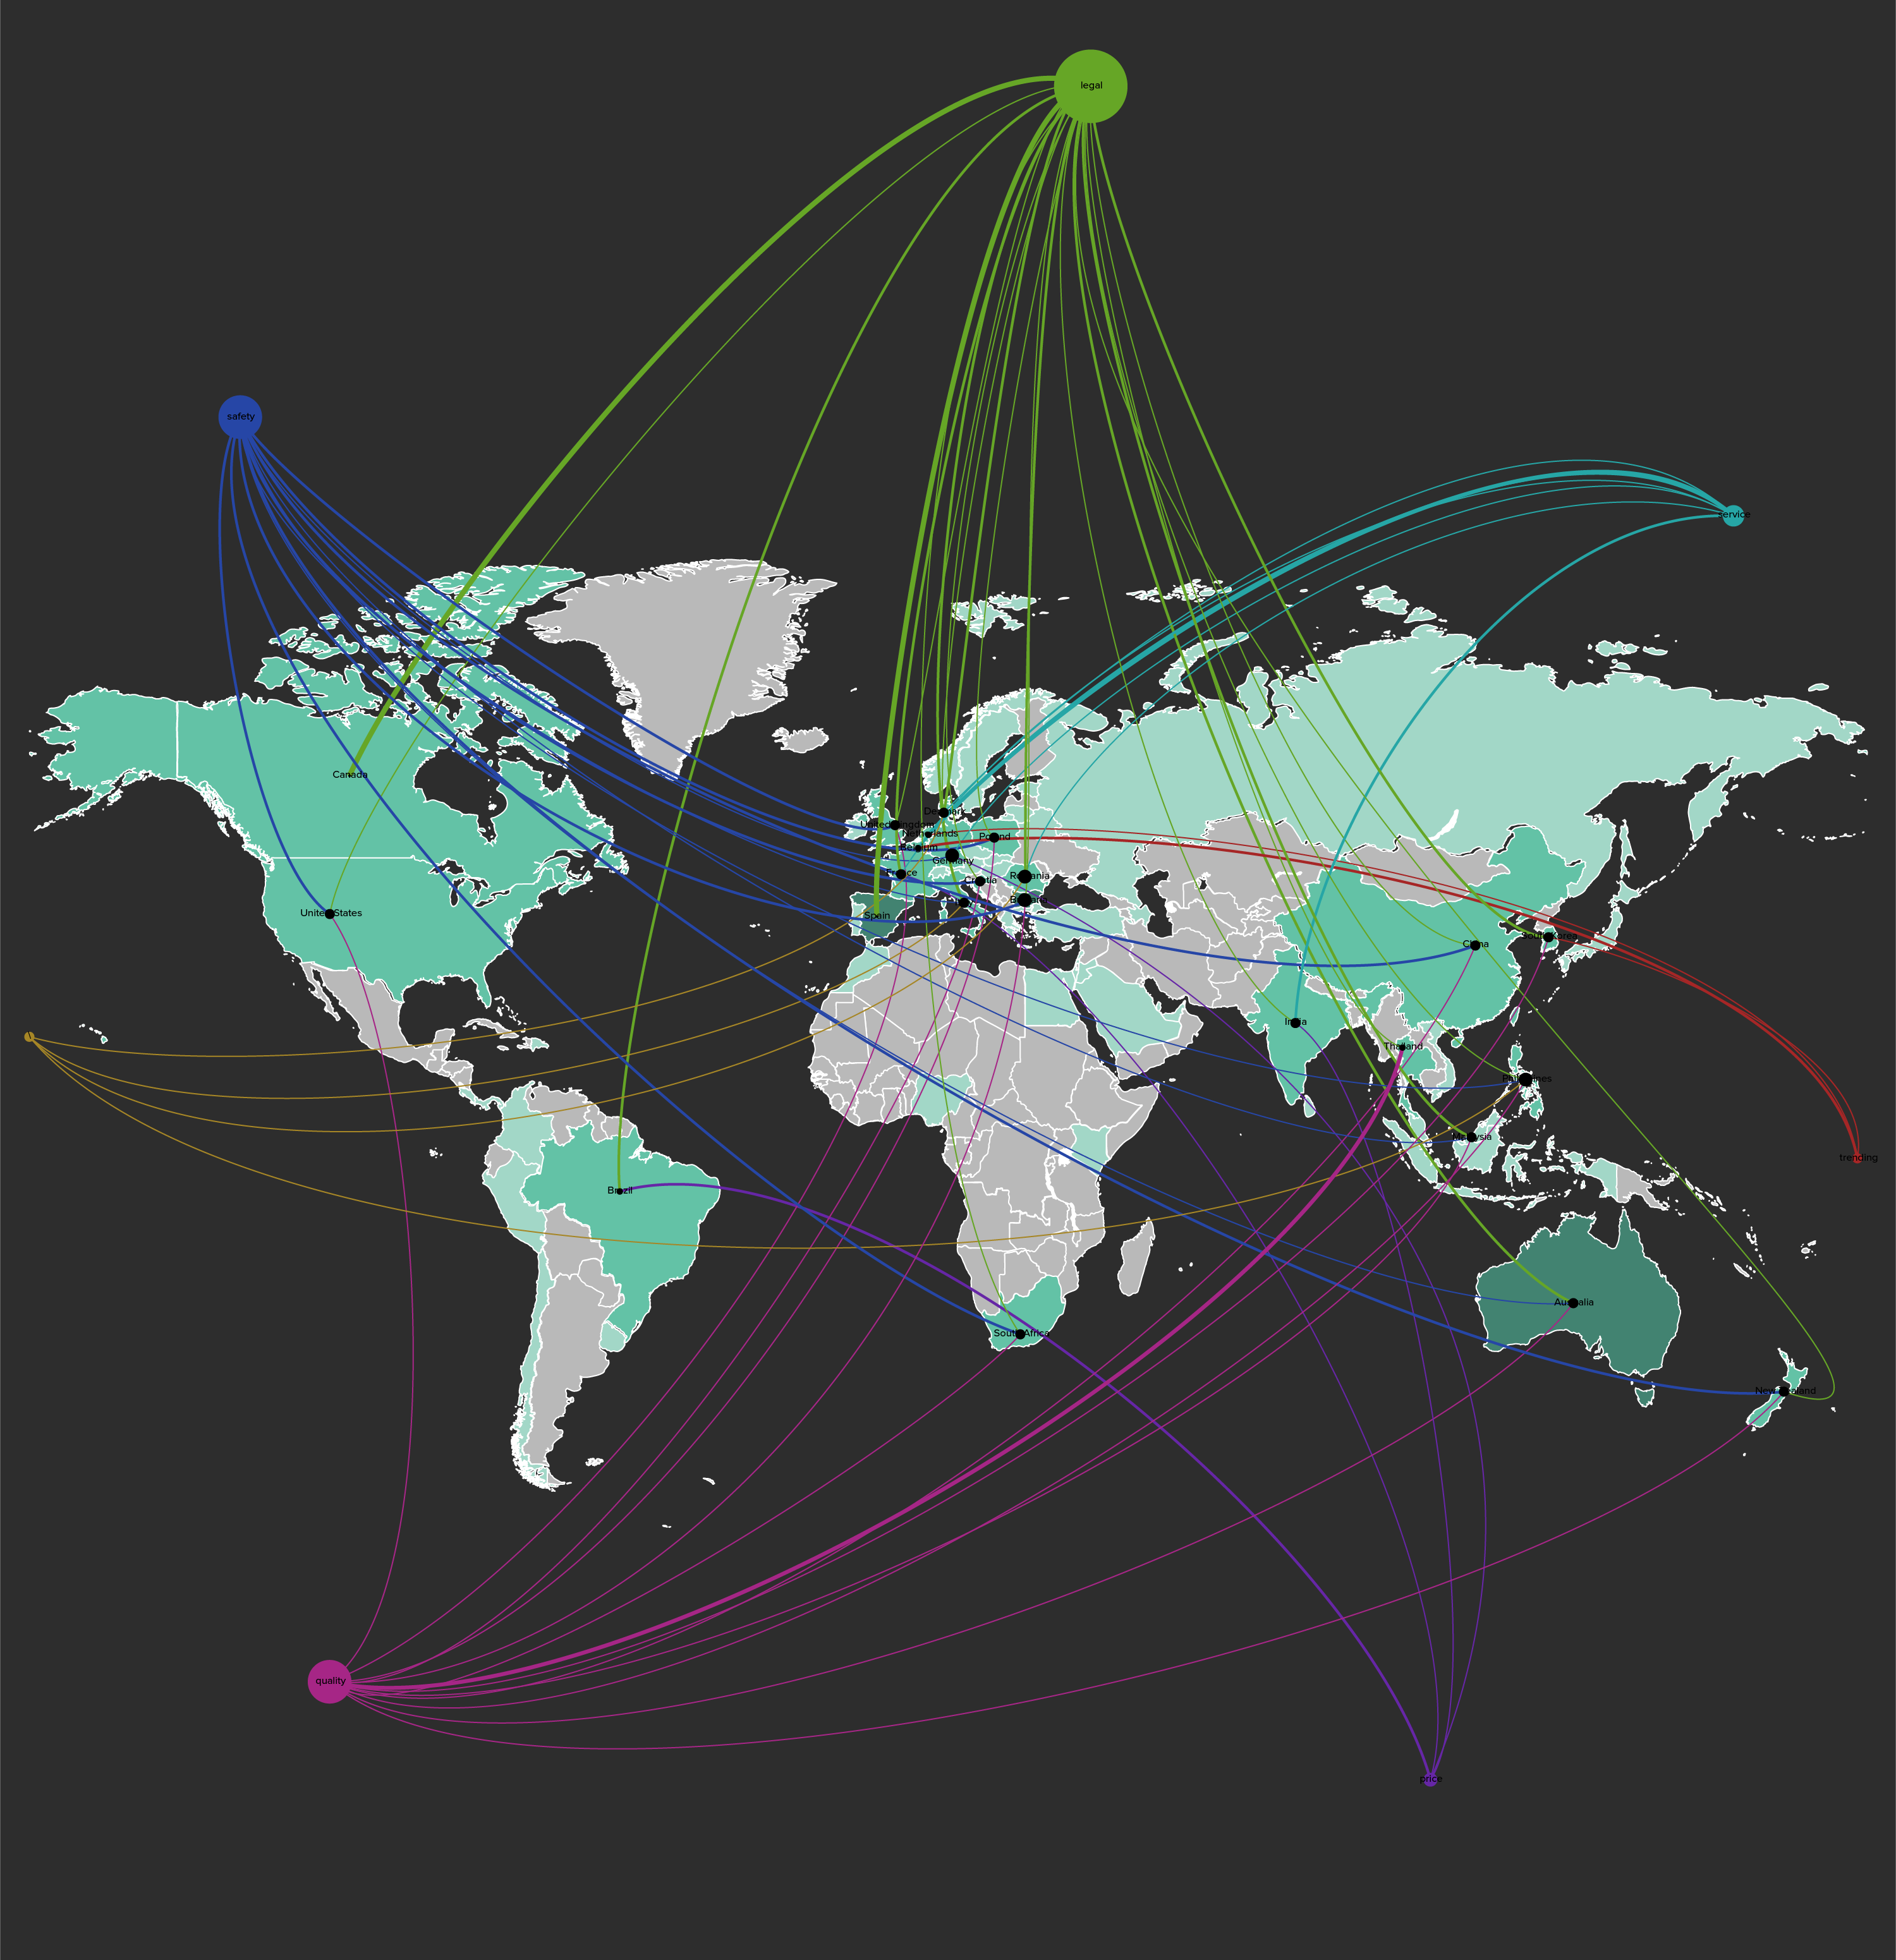 legal
safety
service
Canada
Denmark
United Kingdom
Netherlands
Poland
Belgium
Germany
France
Romania
Croatia
Bulgaria
United States
Spain
South Korea
China
India
Thailand
Philippines
Malaysia
trending
Brazil
Australia
South Africa
New Zealand
quality
price